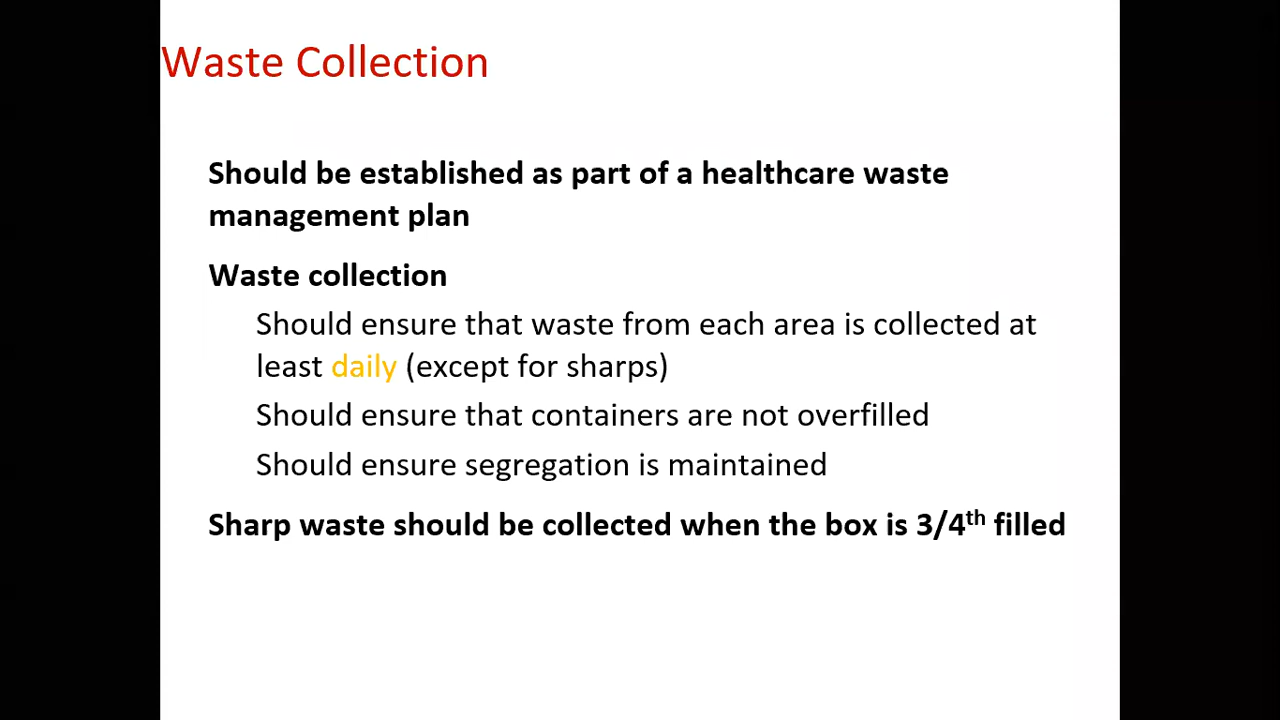 Waste Collection
Should be established as part of a healthcare waste
management plan
Waste collection
Should ensure that waste from each area is collected at
least daily (except for sharps)
Should ensure that containers are not overfilled
Should ensure segregation is maintained
Sharp waste should be collected when the box is 3/4th filled